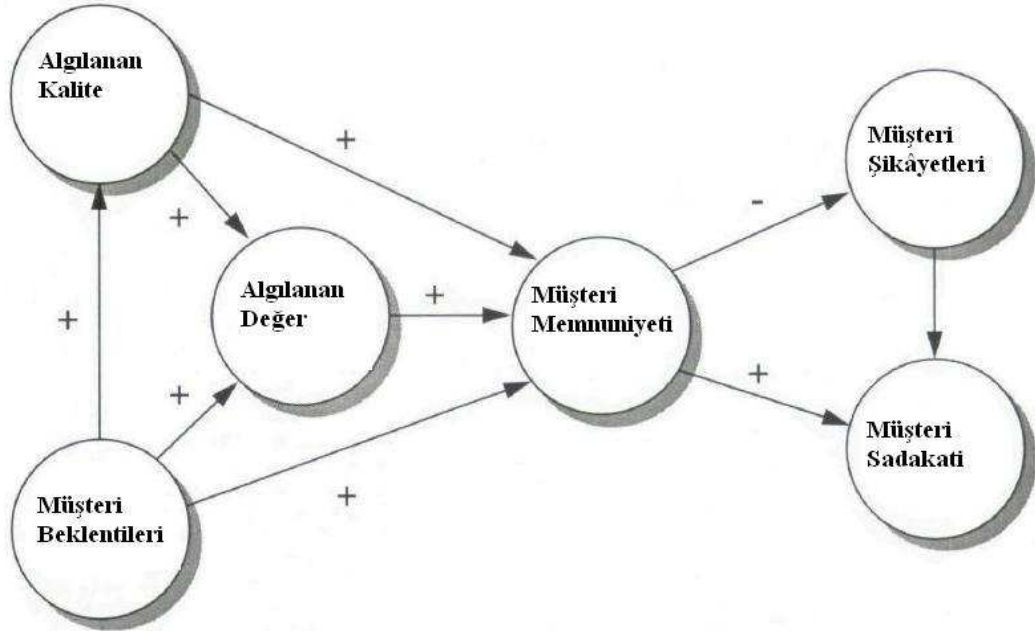 Algılanan
Kalite
+
+
Müşteri
Şikâyetleri
-
Algılanan
Değer
+
Müşteri
Memnuniyeti
+
+
+
Müşteri
Sadakati
Müşteri
Beklentileri
+